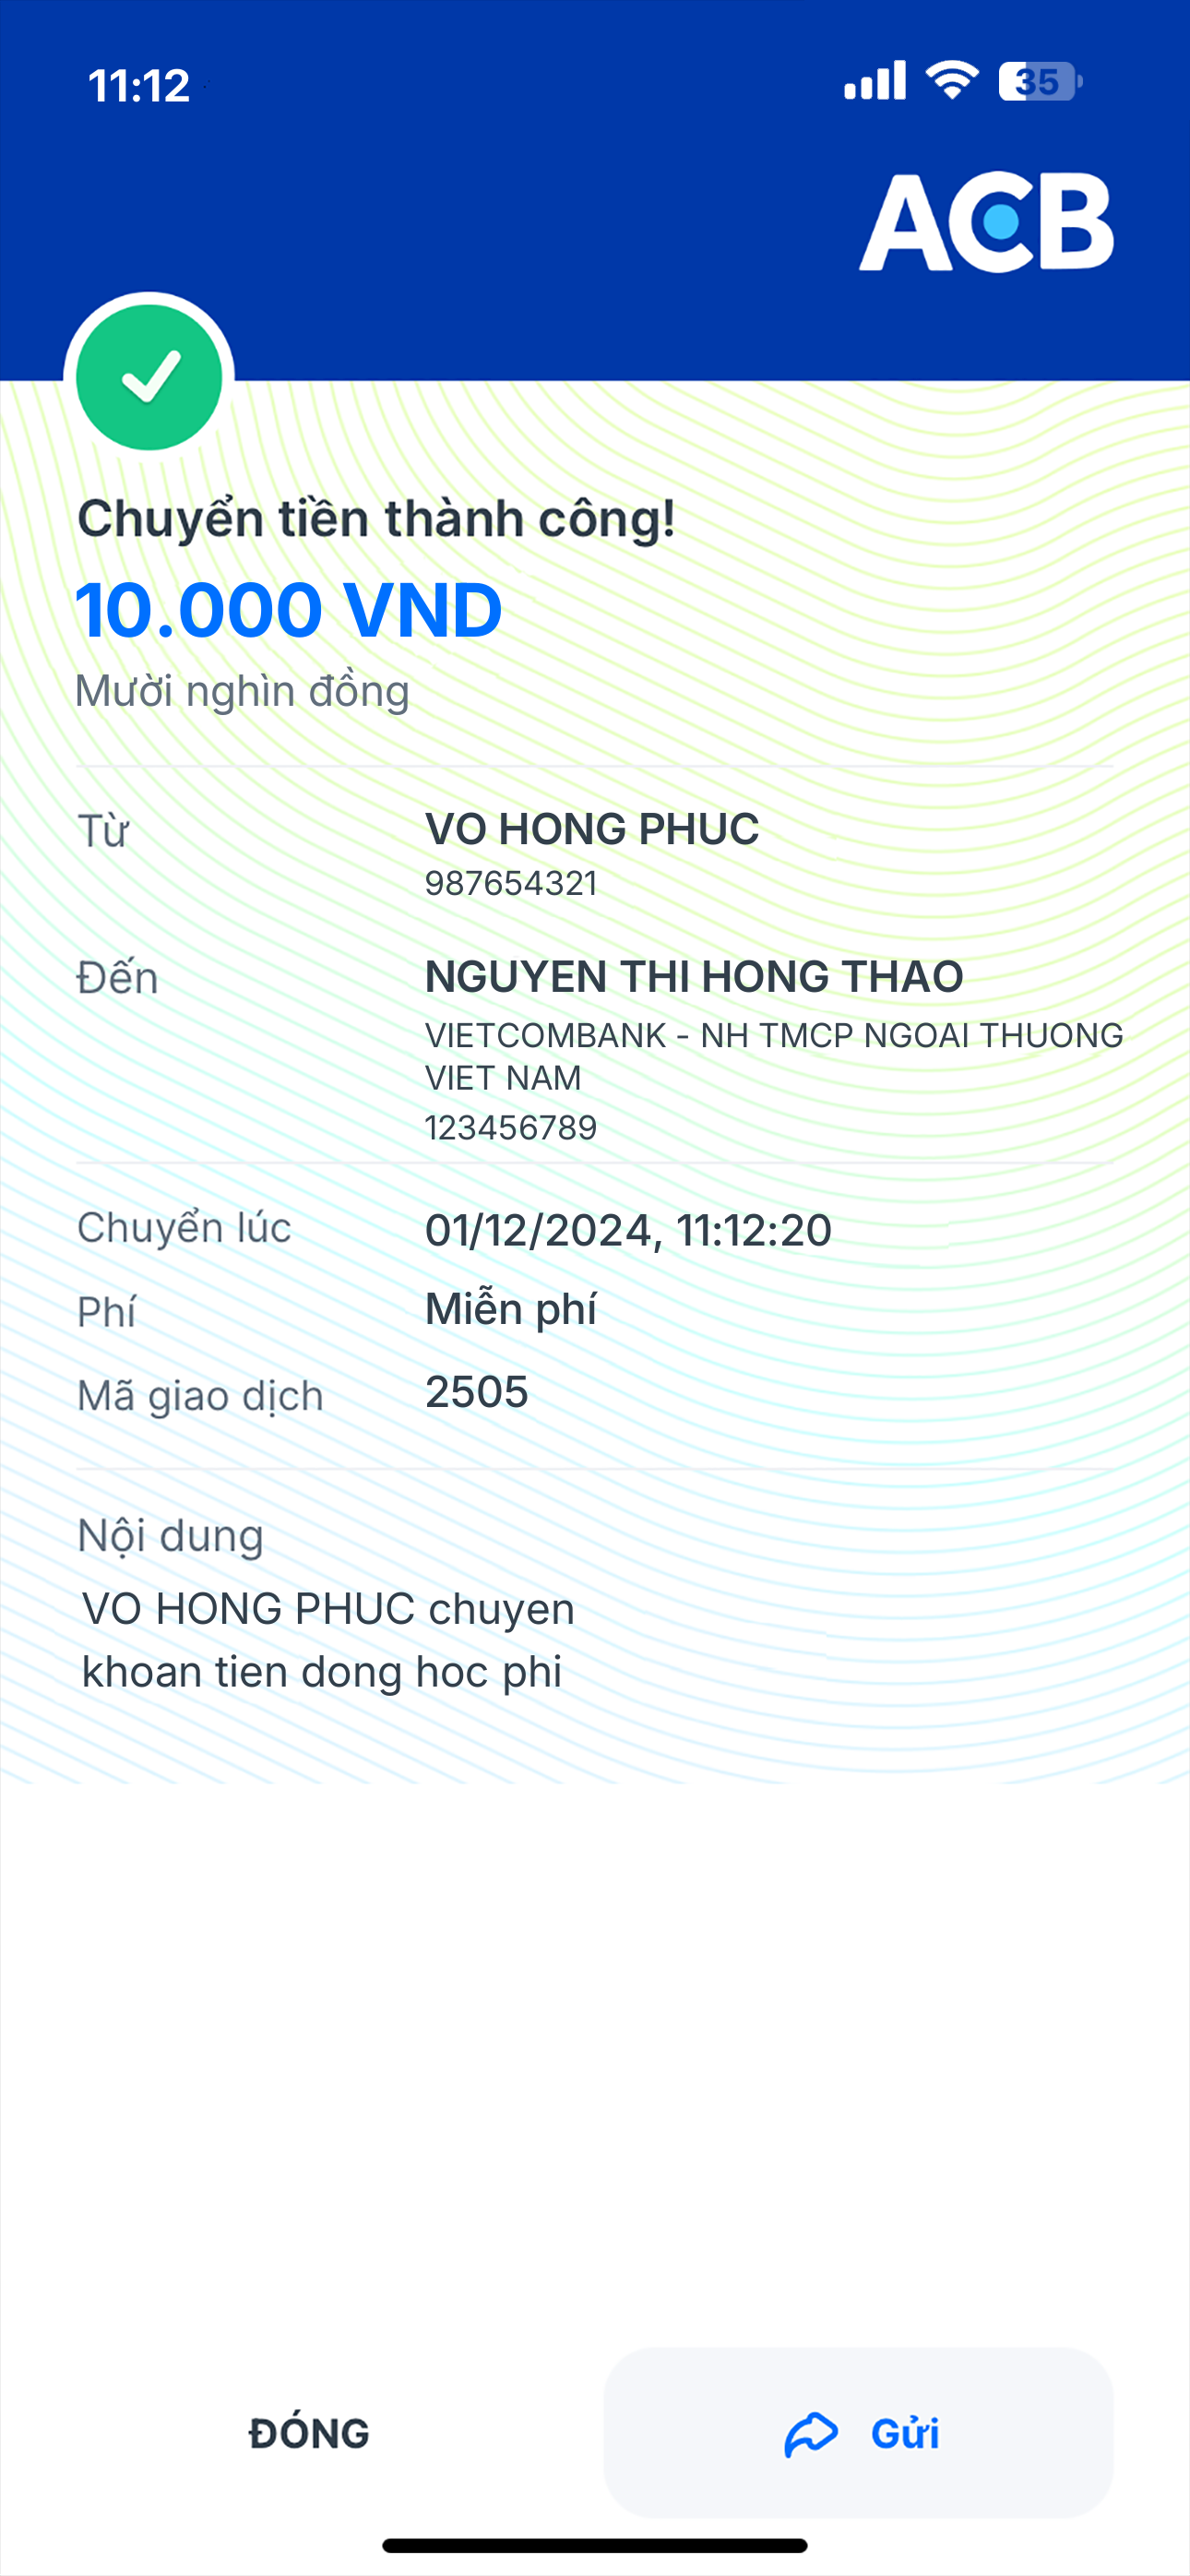 11:12
35
ACB
Chuyển tiền thành công!
10.000 VND
Mười nghìn đồng
Từ
VO HONG PHUC
987654321
Đến
NGUYEN THI HONG THAO
VIETCOMBANK - NH TMCP NGOAI THUONG
VIET NAM
123456789
Chuyển lúc
01/12/2024, 11:12:20
Phí
Miễn phí
Mã giao dịch
2505
Nội dung
VO HONG PHUC chuyen
khoan tien dong hoc phi
ĐÓNG
Gửi